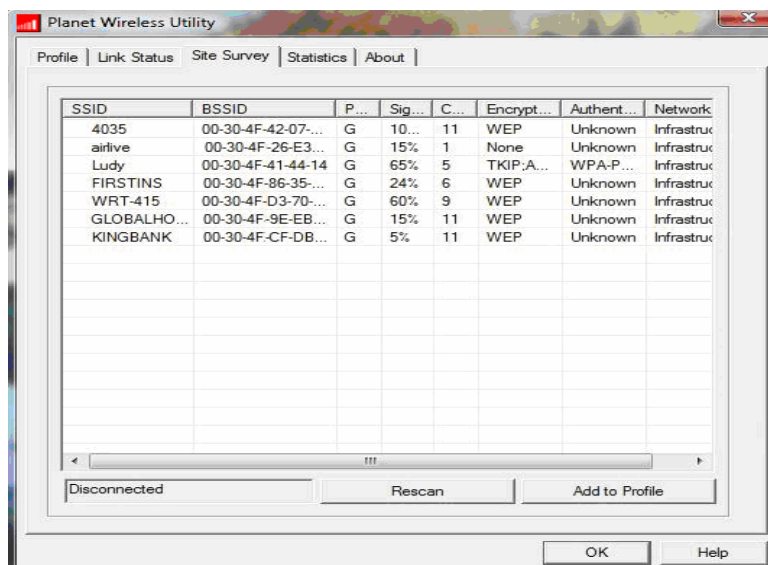 Planet Wireless Utility
Profile Link Status Site Survey Statistics About
SSID BSSID P... Sig... C... Encrypt... Authent... Network
4035 00-30-4F-42-07-... G 10... 11 WEP Unknown Infrastruc
airlive 00-30-4F-26-E3... G 15% 1 None Unknown Infrastruc
Ludy 00-30-4F-41-44-14 G 65% 5 TKIP;A... WPA-P... Infrastruc
FIRSTINS 00-30-4F-86-35-... G 24% 6 WEP Unknown Infrastruc
WRT-415 00-30-4F-D3-70-... G 60% 9 WEP Unknown Infrastruc
GLOBALHO... 00-30-4F-9E-EB... G 15% 11 WEP Unknown Infrastruc
KINGBANK 00-30-4F-CF-DB... G 5% 11 WEP Unknown Infrastruc
Disconnected Rescan Add to Profile
OK Help